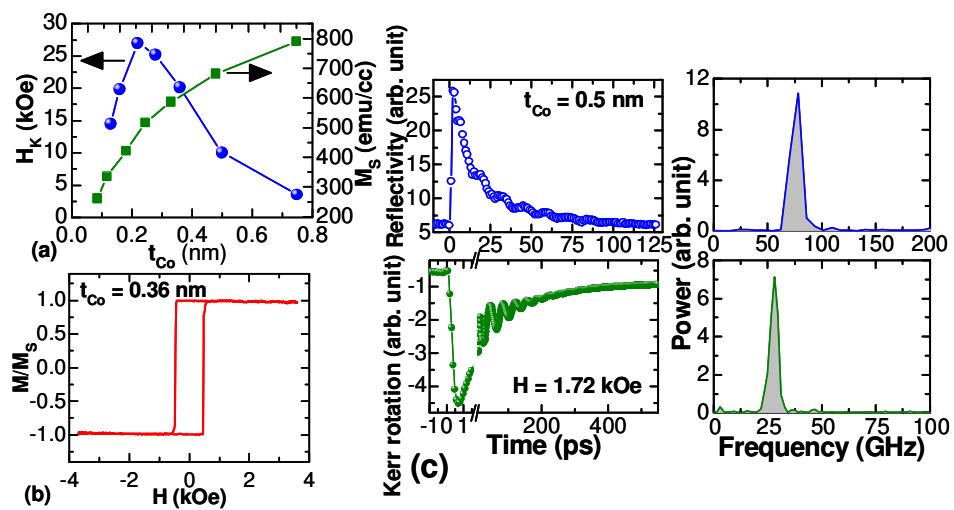 30
25
20
15
10
5
0
H_K (kOe)
800
700
600
500
400
300
200
M_S (emu/cc)
0.0 0.2 0.4 0.6 0.8
t_Co (nm)
(a)
t_Co = 0.36 nm
1.0
0.5
0.0
-0.5
-1.0
M/M_S
-4 -2 0 2 4
H (kOe)
(b)
25
20
15
10
5
Reflectivity (arb. unit)
t_Co = 0.5 nm
0 25 50 75 100 125
-1
-2
-3
-4
Kerr rotation (arb. unit)
H = 1.72 kOe
-10 -1 1 200 400
Time (ps)
(c)
12
8
4
0
0 50 100 150 200
Power (arb. unit)
8
6
4
2
0
0 25 50 75 100
Frequency (GHz)